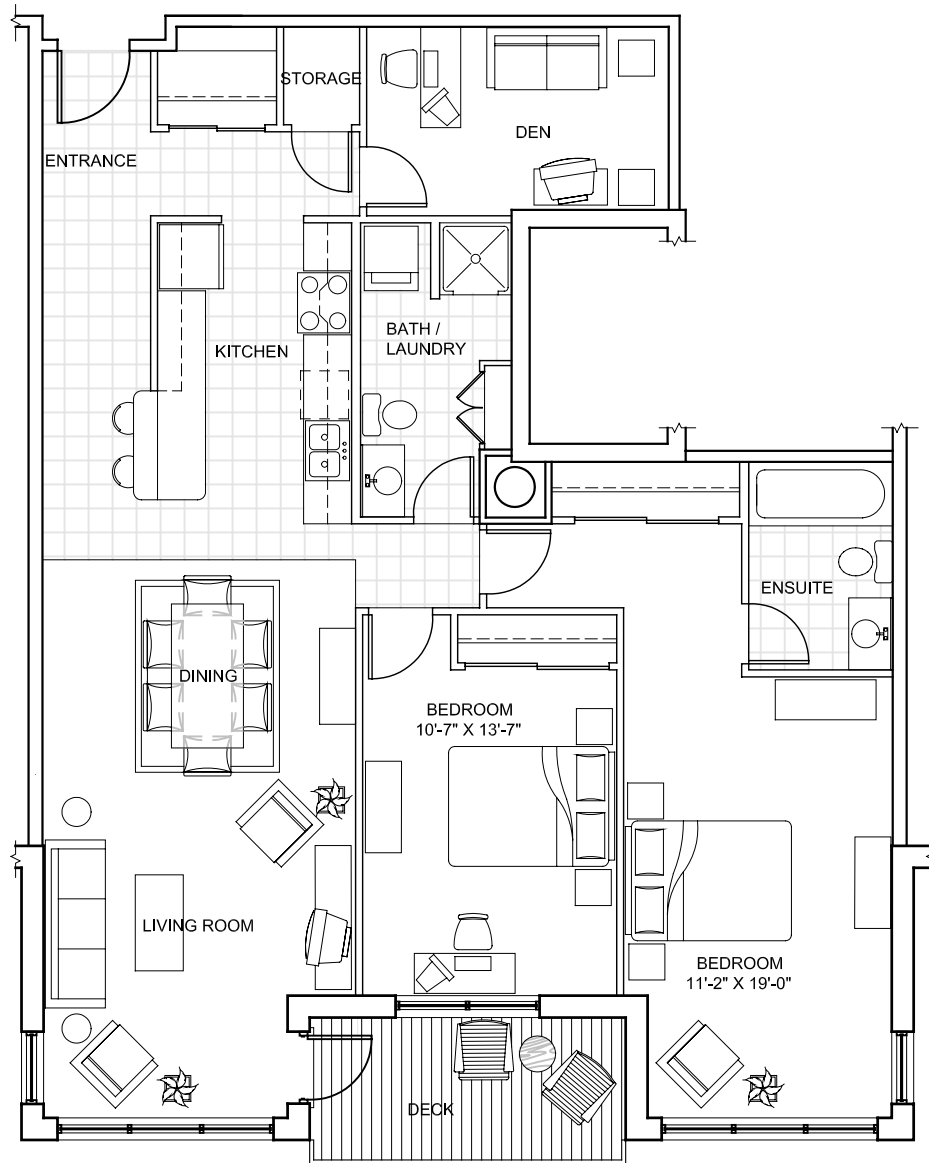 STORAGE
DEN
ENTRANCE
BATH /
LAUNDRY
KITCHEN
ENSUITE
DINING
BEDROOM
10'-7" X 13'-7"
LIVING ROOM
BEDROOM
11'-2" X 19'-0"
DECK